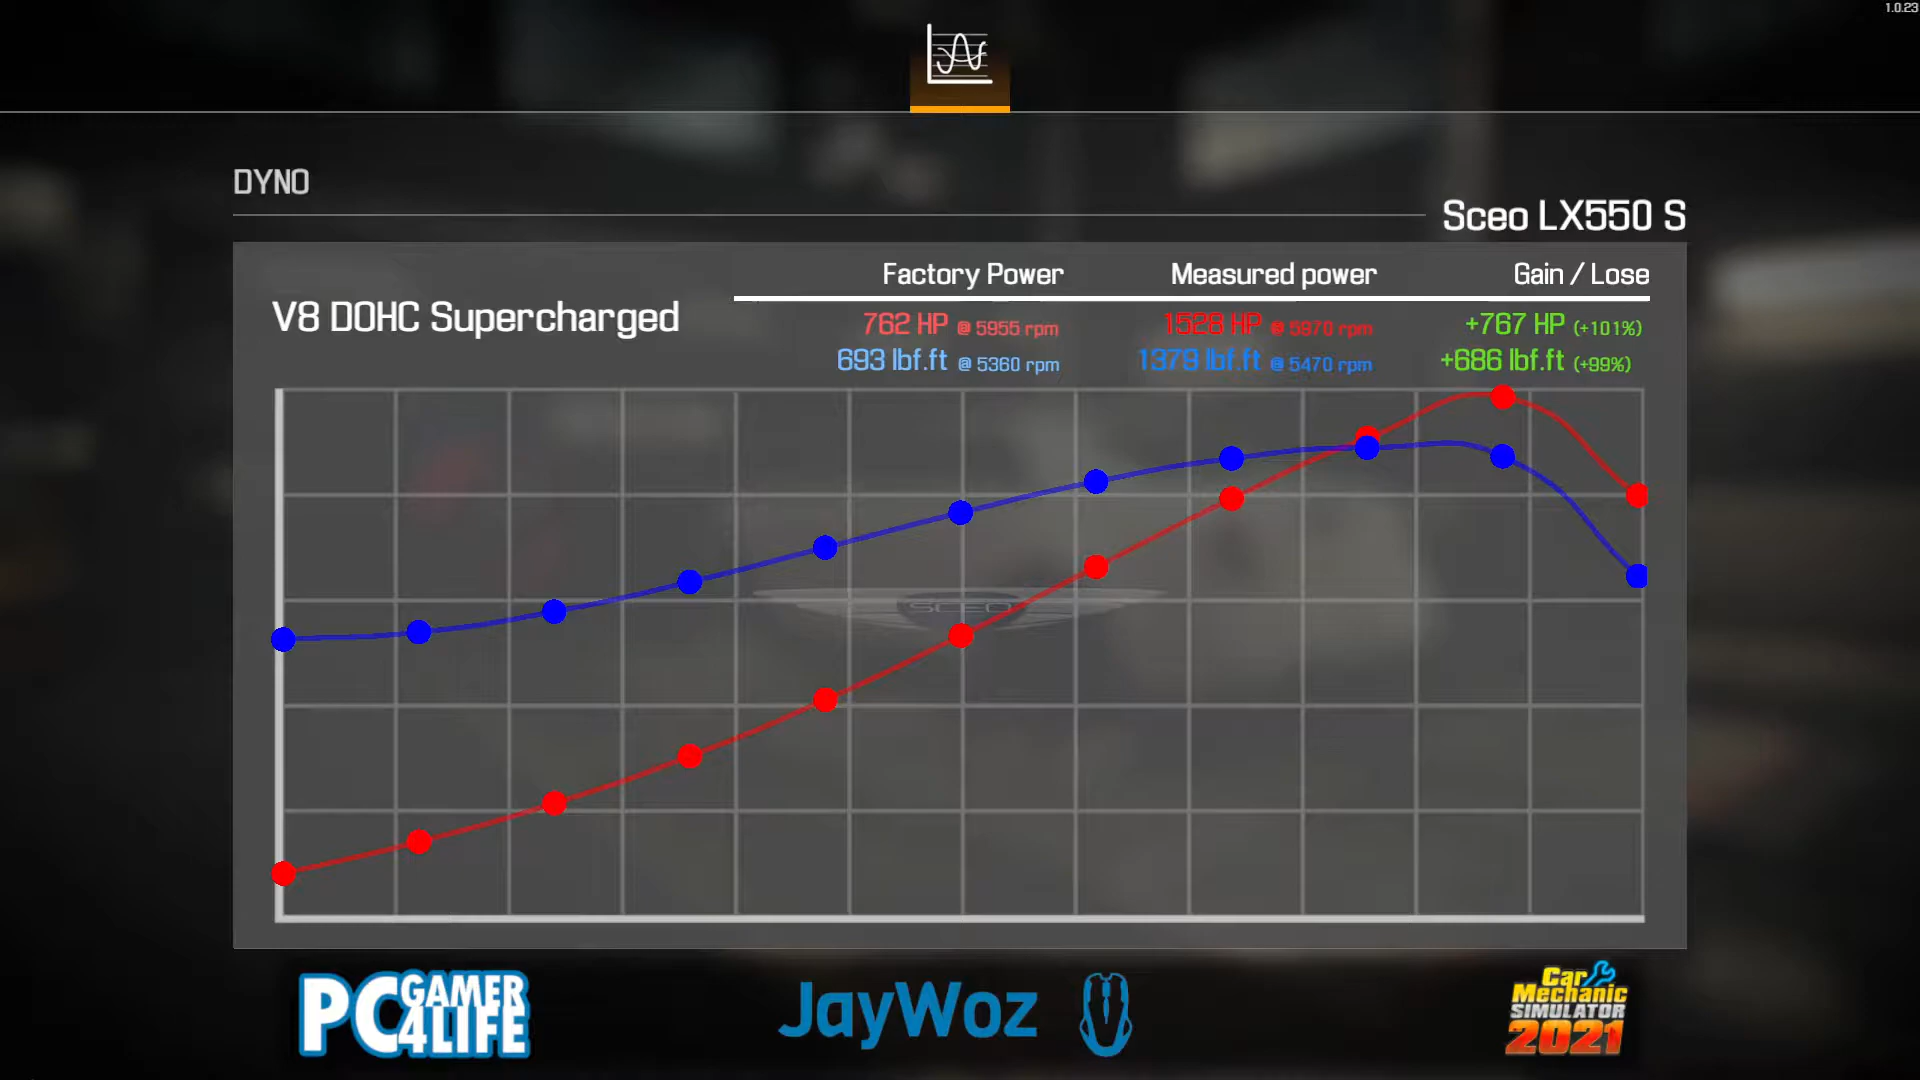 1.0.23
DYNO
Sceo LX550 S
Factory Power Measured power Gain / Lose
V8 DOHC Supercharged
762 HP @ 5955 rpm 1528 HP @ 5970 rpm +767 HP (+101%)
693 lbf.ft @ 5360 rpm 1379 lbf.ft @ 5470 rpm +686 lbf.ft (+99%)
SCEO
PC GAMER 4LIFE
JayWoz
Car Mechanic
SIMULATOR
2021